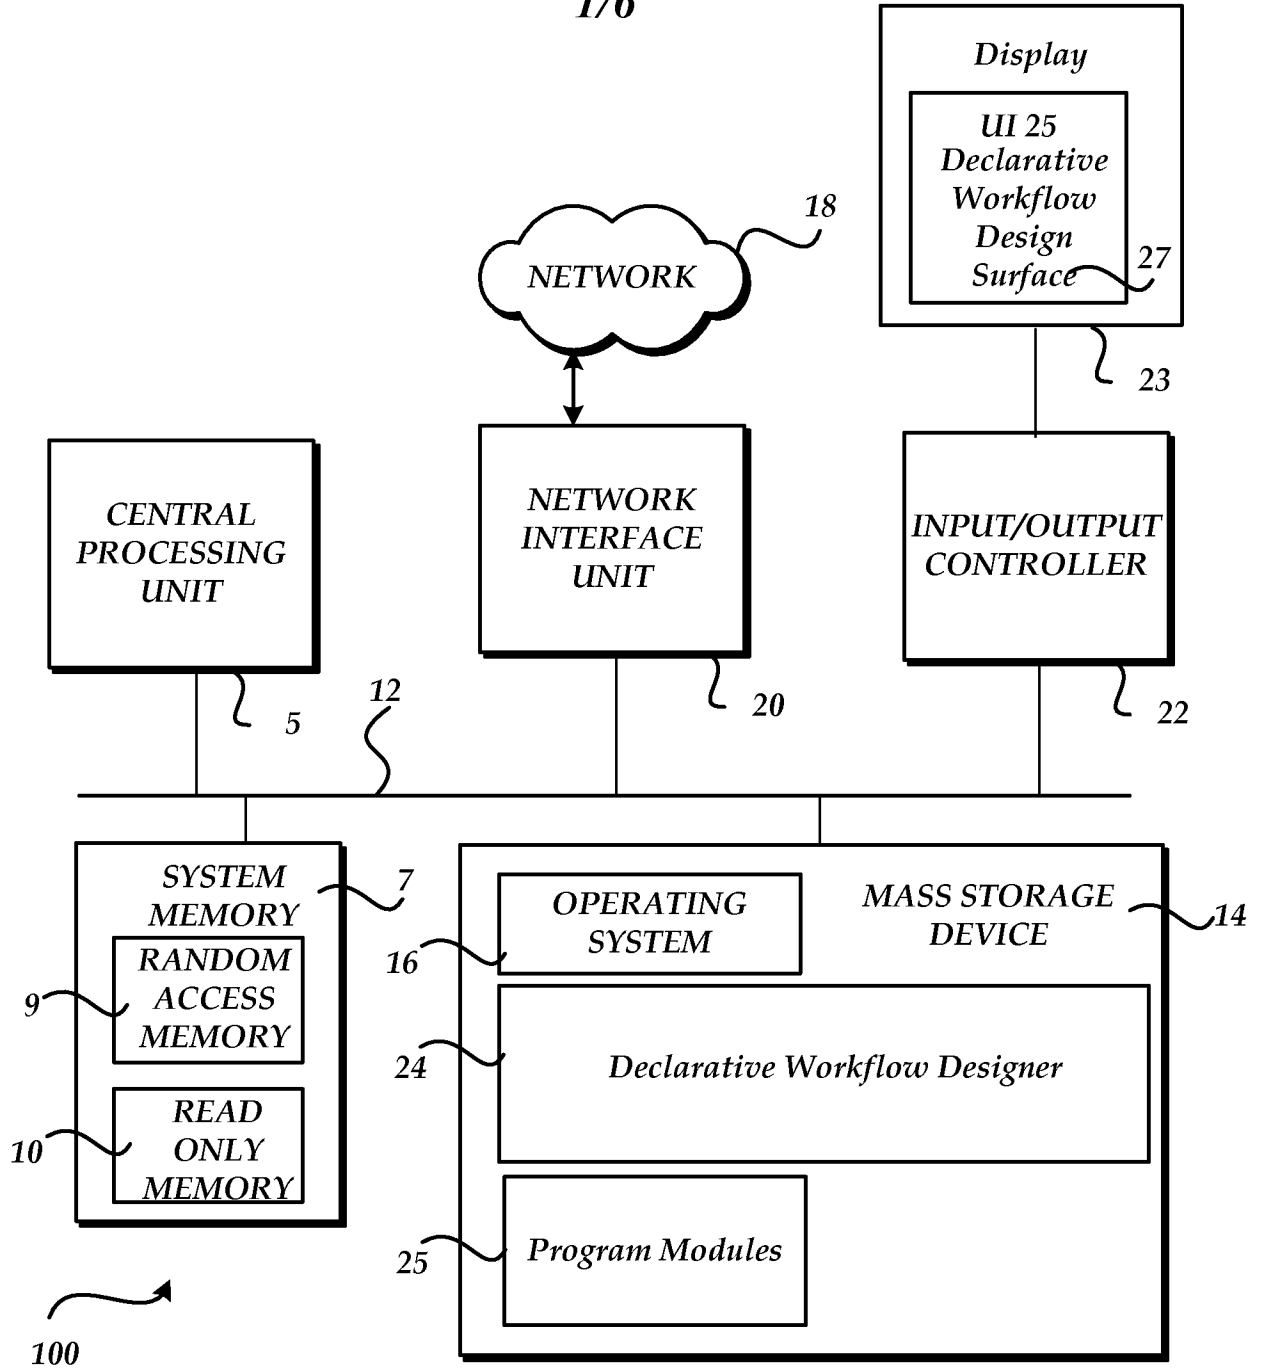 1/6
Display
UI 25
Declarative
Workflow
Design
Surface
27
23
18
NETWORK
CENTRAL
PROCESSING
UNIT
5
NETWORK
INTERFACE
UNIT
20
INPUT/OUTPUT
CONTROLLER
22
12
SYSTEM
MEMORY
7
RANDOM
ACCESS
MEMORY
9
READ
ONLY
MEMORY
10
OPERATING
SYSTEM
16
MASS STORAGE
DEVICE
14
24
Declarative Workflow Designer
25
Program Modules
100